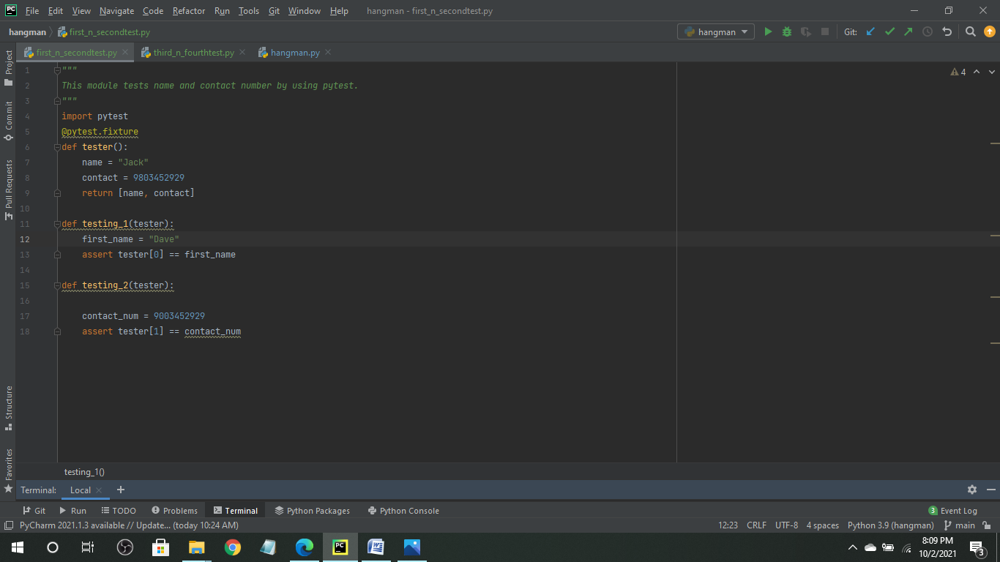 PC File Edit View Navigate Code Refactor Run Tools Git Window Help hangman - first_n_secondtest.py
hangman first_n_secondtest.py hangman Git:
first_n_secondtest.py third_n_fourthtest.py hangman.py
Project
Commit
Pull Requests
Structure
Favorites
4
1 """
2 This module tests name and contact number by using pytest.
3 """
4 import pytest
5 @pytest.fixture
6 def tester():
7 name = "Jack"
8 contact = 9803452929
9 return [name, contact]
10
11 def testing_1(tester):
12 first_name = "Dave"
13 assert tester[0] == first_name
14
15 def testing_2(tester):
16
17 contact_num = 9003452929
18 assert tester[1] == contact_num
testing_1()
Terminal: Local
Git Run TODO Problems Terminal Python Packages Python Console 3 Event Log
PyCharm 2021.1.3 available // Update... (today 10:24 AM) 12:23 CRLF UTF-8 4 spaces Python 3.9 (hangman) main
PC W 8:09 PM
10/2/2021 3